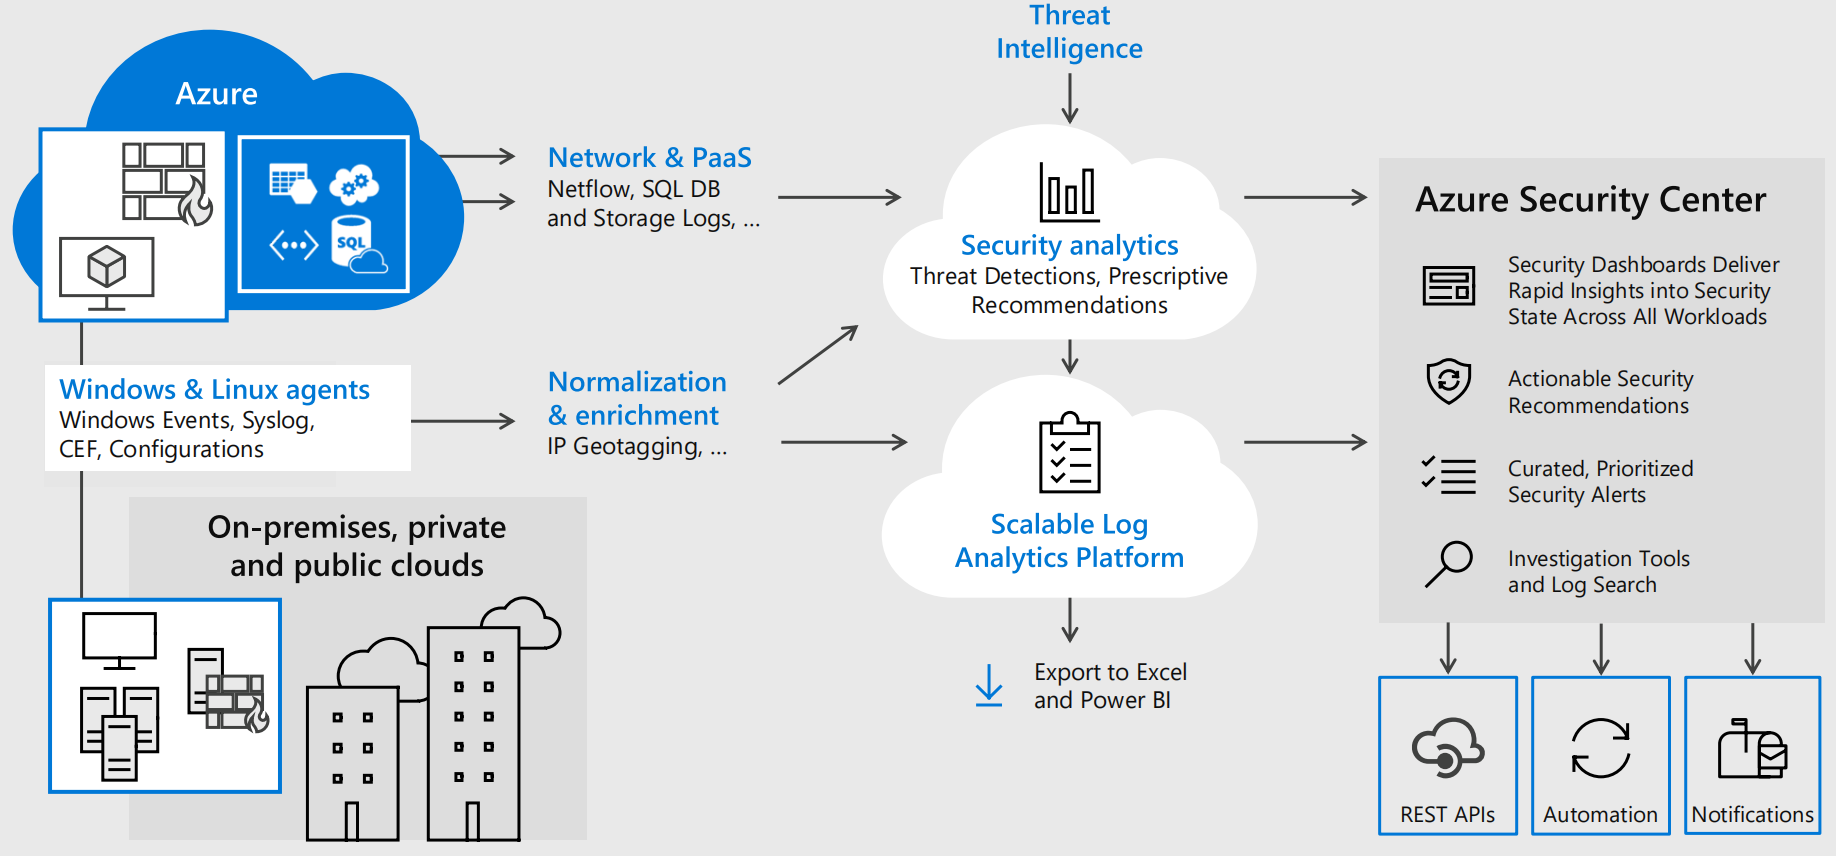 Threat
Intelligence
Azure
SQL
Network & PaaS
Netflow, SQL DB
and Storage Logs, ...
Security analytics
Threat Detections, Prescriptive
Recommendations
Windows & Linux agents
Windows Events, Syslog,
CEF, Configurations
Normalization
& enrichment
IP Geotagging, ...
Scalable Log
Analytics Platform
Export to Excel
and Power BI
On-premises, private
and public clouds
Azure Security Center
Security Dashboards Deliver
Rapid Insights into Security
State Across All Workloads
Actionable Security
Recommendations
Curated, Prioritized
Security Alerts
Investigation Tools
and Log Search
REST APIs
Automation
Notifications